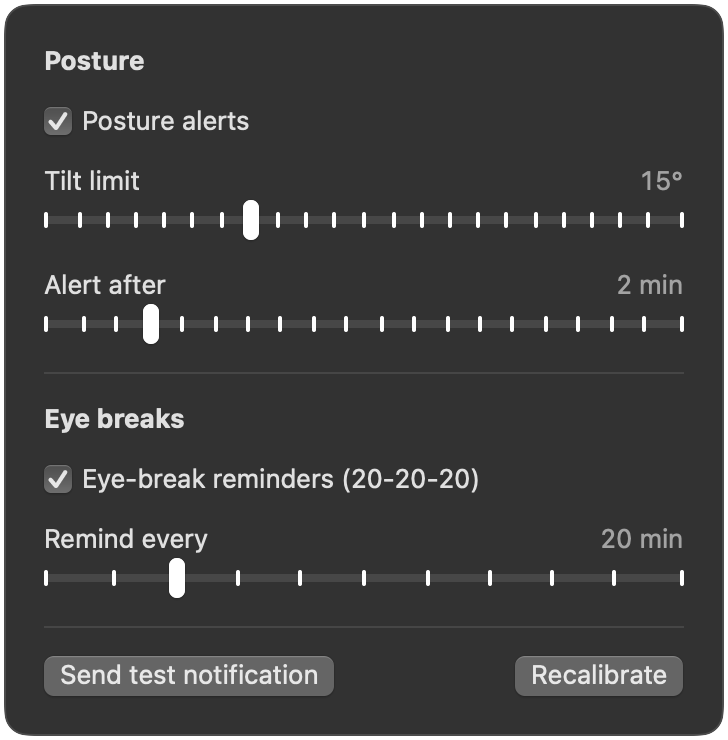 Posture
Posture alerts
Tilt limit 15°
Alert after 2 min
Eye breaks
Eye-break reminders (20-20-20)
Remind every 20 min
Send test notification Recalibrate